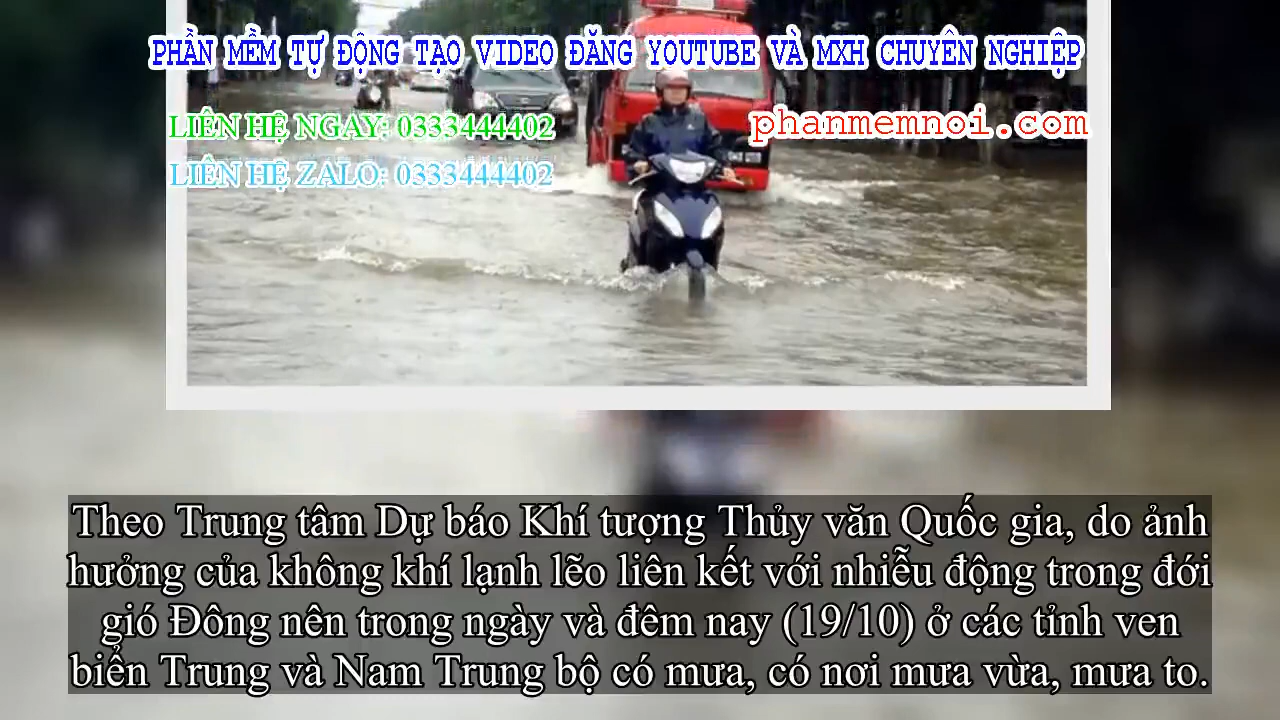 PHẦN MỀM TỰ ĐỘNG TẠO VIDEO ĐĂNG YOUTUBE VÀ MXH CHUYÊN NGHIỆP
LIÊN HỆ NGAY: 0333444402
phanmemnoi.com
LIÊN HỆ ZALO: 0333444402
Theo Trung tâm Dự báo Khí tượng Thủy văn Quốc gia, do ảnh
hưởng của không khí lạnh lẽo liên kết với nhiễu động trong đới
gió Đông nên trong ngày và đêm nay (19/10) ở các tỉnh ven
biển Trung và Nam Trung bộ có mưa, có nơi mưa vừa, mưa to.